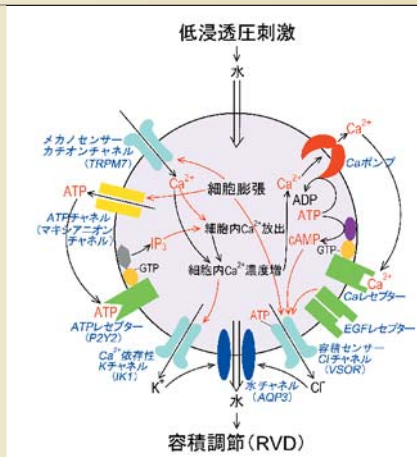 低浸透圧刺激
水
メカノセンサー
カチオンチャネル
(TRPM7)
Ca²⁺
Ca²⁺
Caポンプ
ATP
細胞膨張
Ca²⁺
ADP
ATPチャネル
(マキシアニオン
チャネル)
IP₃
細胞内Ca²⁺放出
ATP
cAMP
GTP
GTP
細胞内Ca²⁺濃度増
Ca²⁺
Caレセプター
ATP
ATPレセプター
(P2Y2)
ATP
EGFレセプター
Ca²⁺依存性
Kチャネル
(IK1)
K⁺
水チャネル
(AQP3)
Cl⁻
容積センサー
Clチャネル
(VSOR)
水
容積調節(RVD)